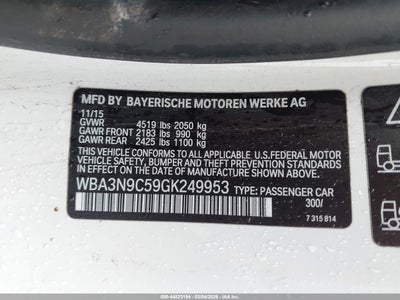 MFD BY BAYERISCHE MOTOREN WERKE AG
11/15
GVWR 4519 lbs 2050 kg
GAWR FRONT 2183 lbs 990 kg
GAWR REAR 2425 lbs 1100 kg
THIS VEHICLE CONFORMS TO ALL APPLICABLE U.S.FEDERAL MOTOR
VEHICLE SAFETY, BUMPER AND THEFT PREVENTION STANDARDS
IN EFFECT ON THE DATE OF MANUFACTURE SHOWN ABOVE.
WBA3N9C59GK249953 TYPE: PASSENGER CAR
300/
7 315 814